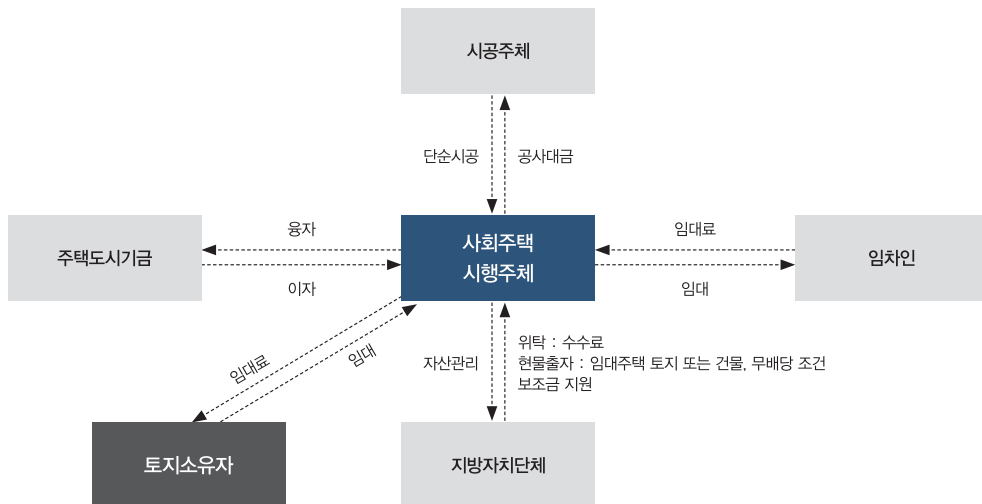 시공주체
단순시공
공사대금
주택도시기금
융자
이자
사회주택
시행주체
임대료
임대
임차인
임대료
임대
자산관리
위탁 : 수수료
현물출자 : 임대주택 토지 또는 건물, 무배당 조건
보조금 지원
토지소유자
지방자치단체